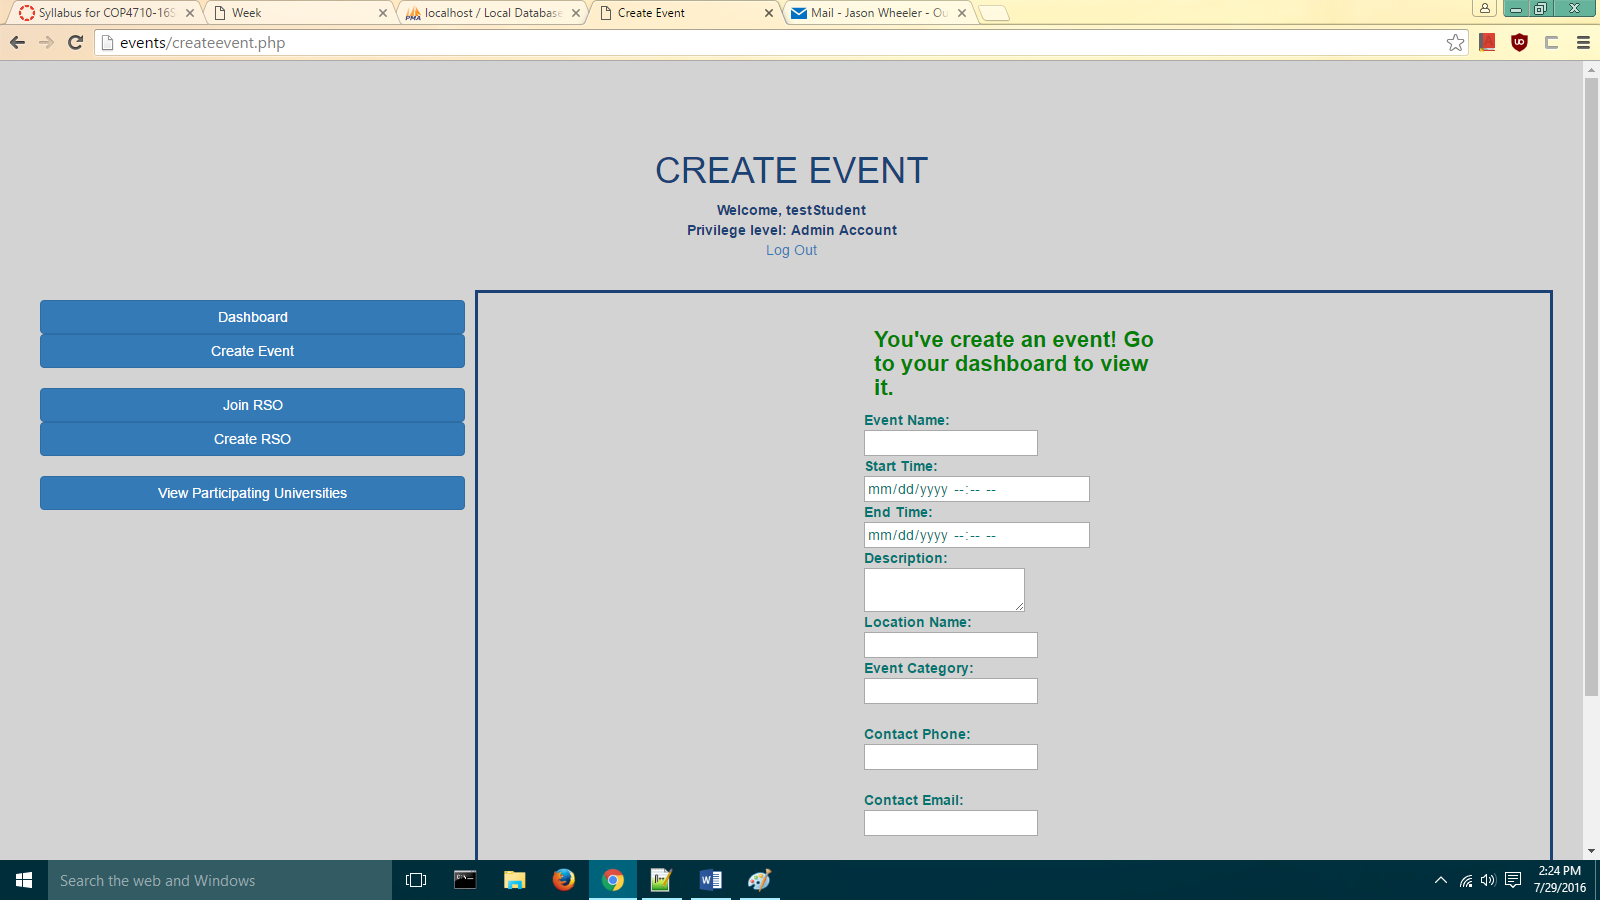 Syllabus for COP4710-16S
Week
localhost / Local Database
Create Event
Mail - Jason Wheeler - Ou
events/createevent.php
CREATE EVENT
Welcome, testStudent
Privilege level: Admin Account
Log Out
Dashboard
Create Event
Join RSO
Create RSO
View Participating Universities
You've create an event! Go
to your dashboard to view
it.
Event Name:
Start Time:
mm/dd/yyyy --:-- --
End Time:
mm/dd/yyyy --:-- --
Description:
Location Name:
Event Category:
Contact Phone:
Contact Email:
Search the web and Windows
2:24 PM
7/29/2016